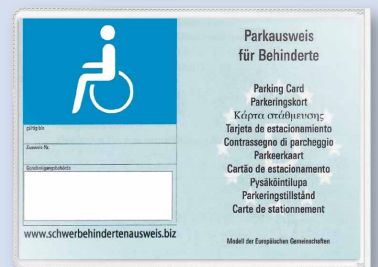 gültig bis
Ausweis-Nr.
Genehmigungsbehörde
www.schwerbehindertenausweis.biz
Parkausweis
für Behinderte
Parking Card
Parkeringskort
Κάρτα στάθμευσης
Tarjeta de estacionamiento
Contrassegno di parcheggio
Parkeerkaart
Cartão de estacionamento
Pysäköintilupa
Parkeringstillstånd
Carte de stationnement
Modell der Europäischen Gemeinschaften